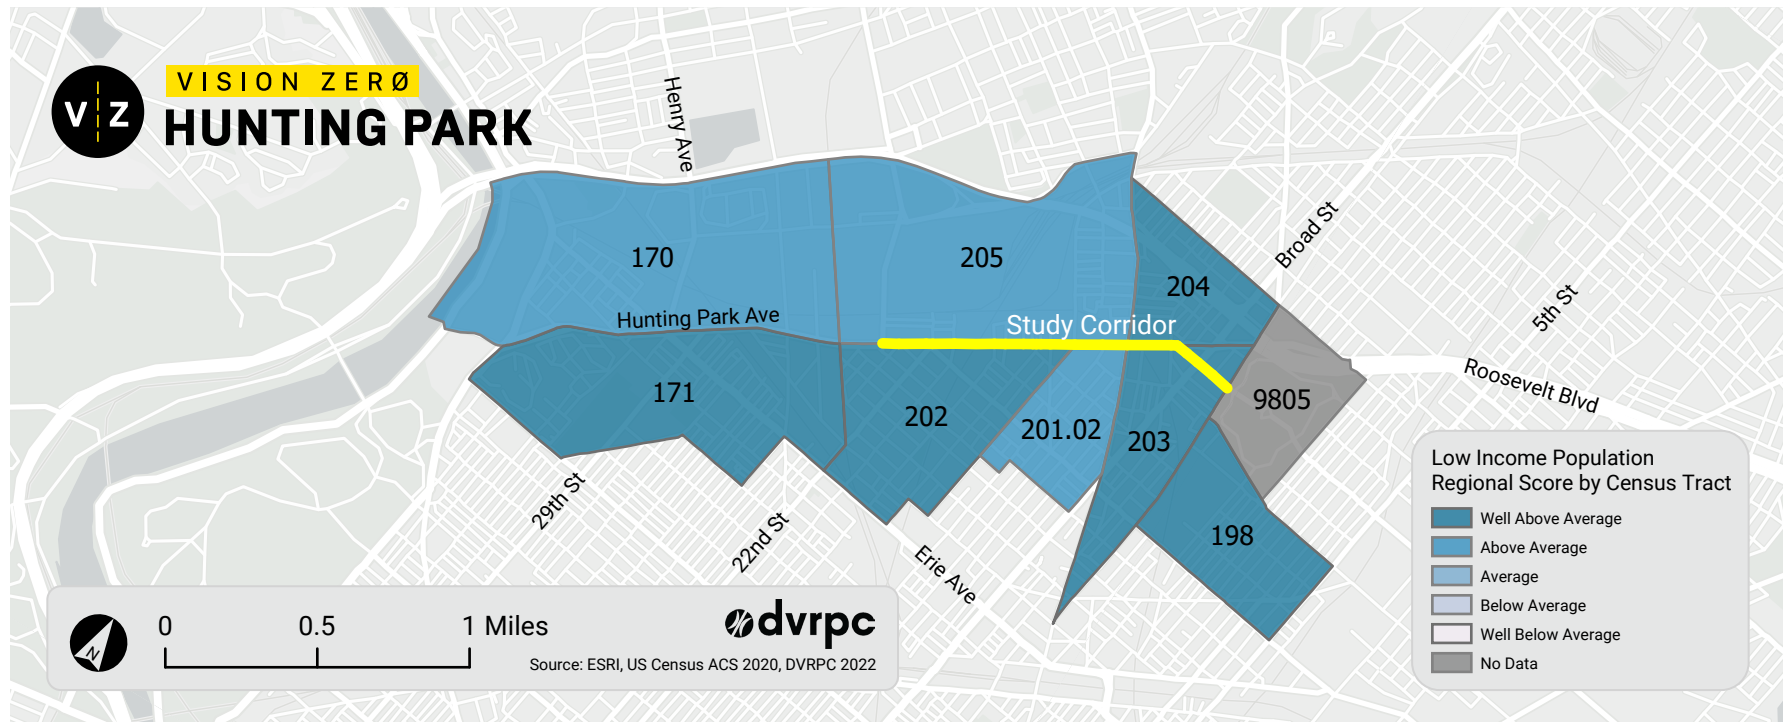 V Z
VISION ZERØ
HUNTING PARK
Henry Ave
Broad St
5th St
Roosevelt Blvd
170
205
204
Hunting Park Ave
Study Corridor
171
202
201.02
203
9805
198
29th St
22nd St
Erie Ave
Low Income Population
Regional Score by Census Tract
Well Above Average
Above Average
Average
Below Average
Well Below Average
No Data
N
0 0.5 1 Miles
dvrpc
Source: ESRI, US Census ACS 2020, DVRPC 2022